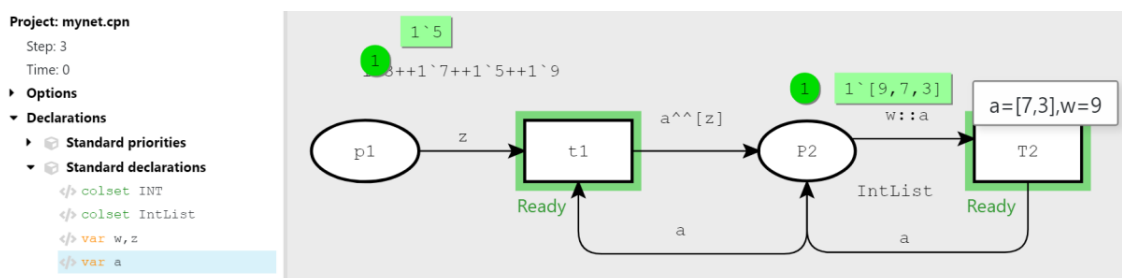 Project: mynet.cpn
Step: 3
Time: 0
Options
Declarations
Standard priorities
Standard declarations
</> colset INT
</> colset IntList
</> var w,z
</> var a
1`5
1
3++1`7++1`5++1`9
1
1`[9,7,3]
a=[7,3],w=9
p1
z
t1
a^^[z]
P2
w::a
T2
IntList
Ready
Ready
a
a